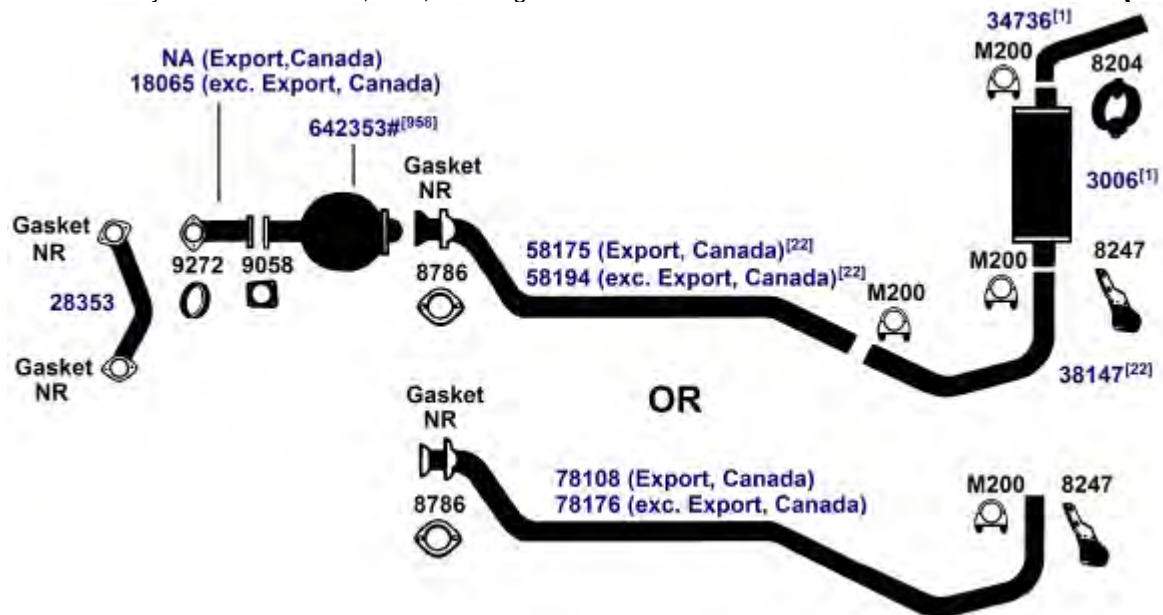 34736[1]
NA (Export,Canada)
18065 (exc. Export, Canada)
M200
8204
642353#[958]
Gasket
NR
3006[1]
Gasket
NR
9272
9058
8786
58175 (Export, Canada)[22]
58194 (exc. Export, Canada)[22]
M200
M200
8247
28353
Gasket
NR
38147[22]
OR
Gasket
NR
78108 (Export, Canada)
78176 (exc. Export, Canada)
8786
M200
8247